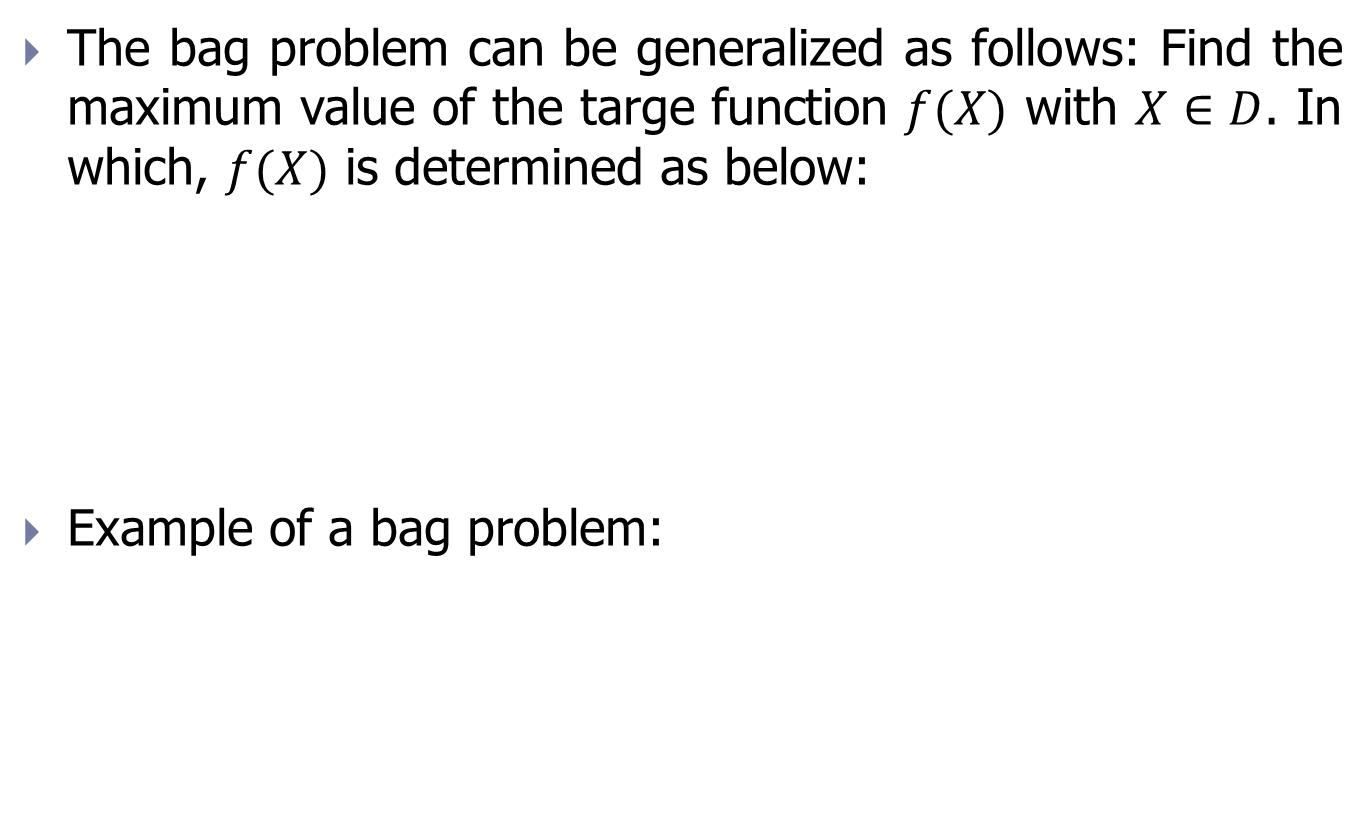 The bag problem can be generalized as follows: Find the
maximum value of the targe function f(X) with X ∈ D. In
which, f(X) is determined as below:
Example of a bag problem: